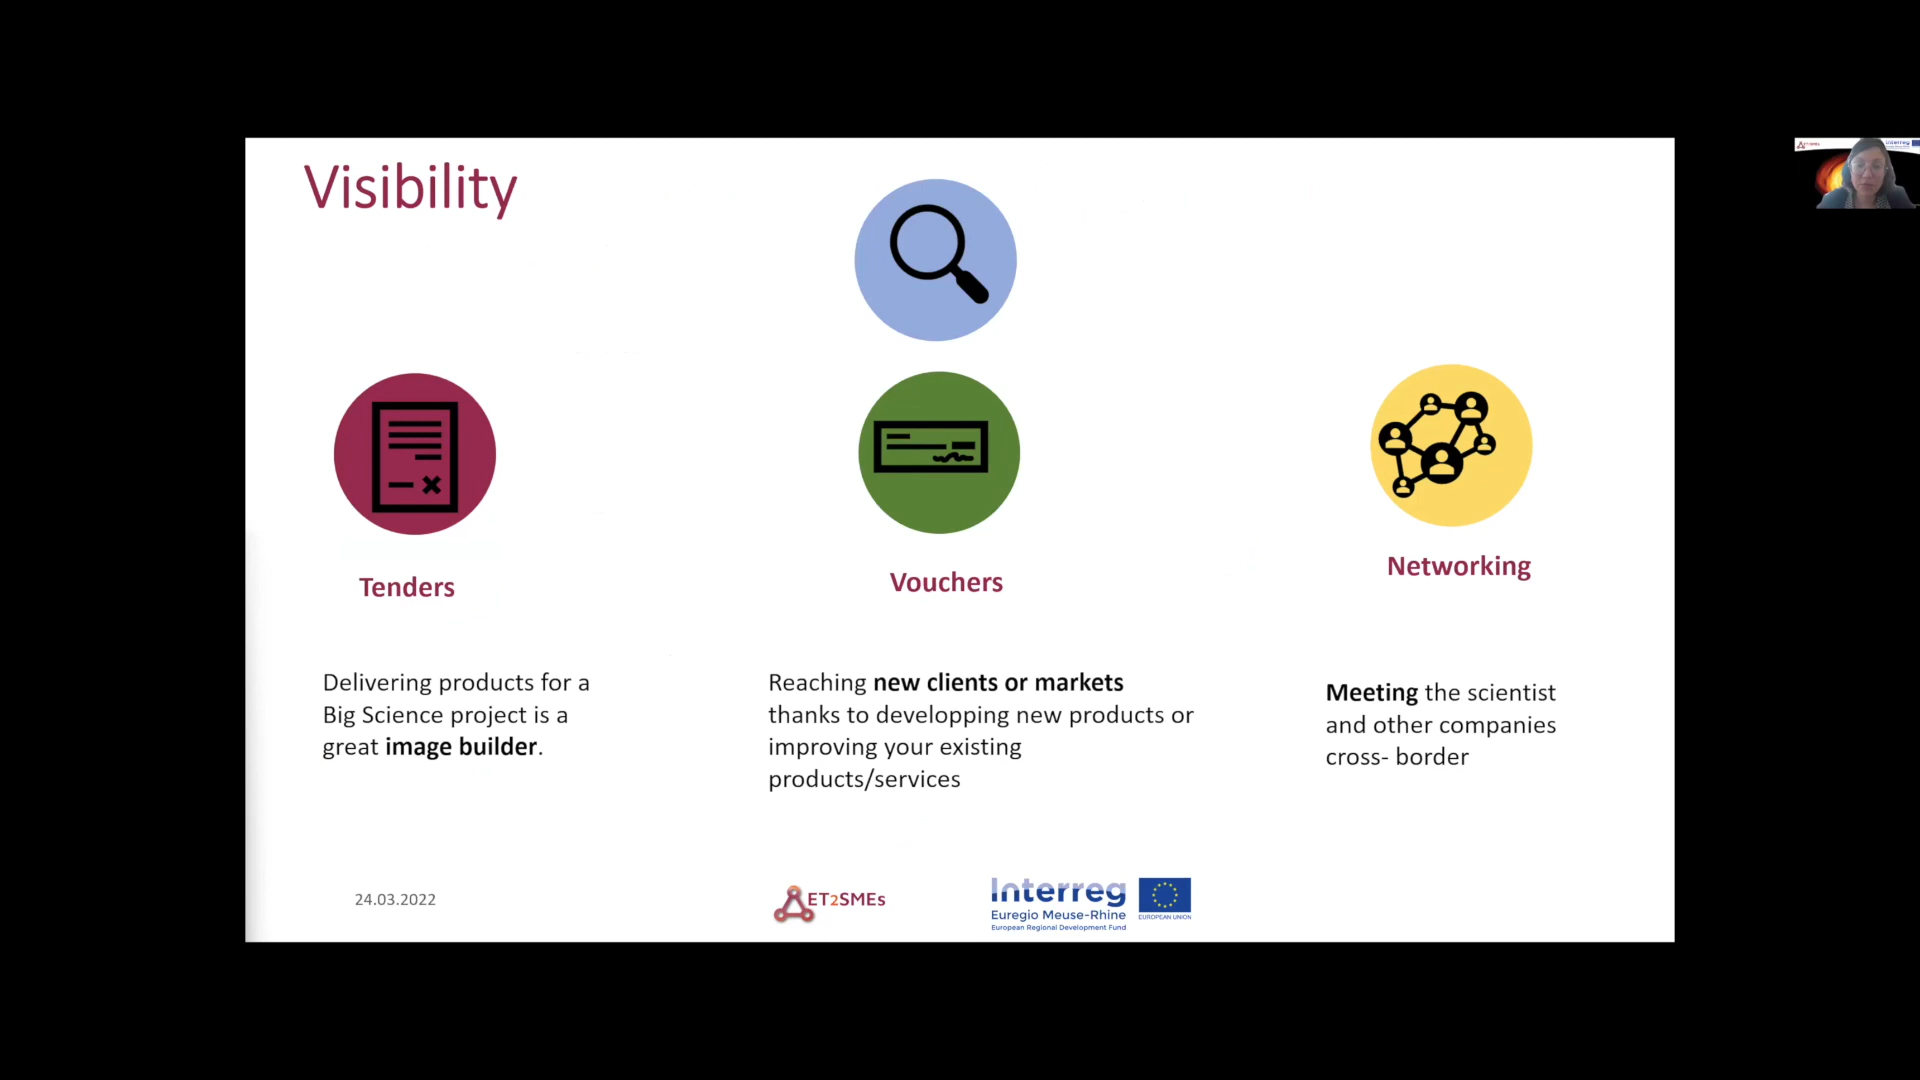 Visibility
Tenders
Vouchers
Networking
Delivering products for a
Big Science project is a
great image builder.
Reaching new clients or markets
thanks to developping new products or
improving your existing
products/services
Meeting the scientist
and other companies
cross- border
24.03.2022
ET2SMEs
Interreg
Euregio Meuse-Rhine
European Regional Development Fund
EUROPEAN UNION